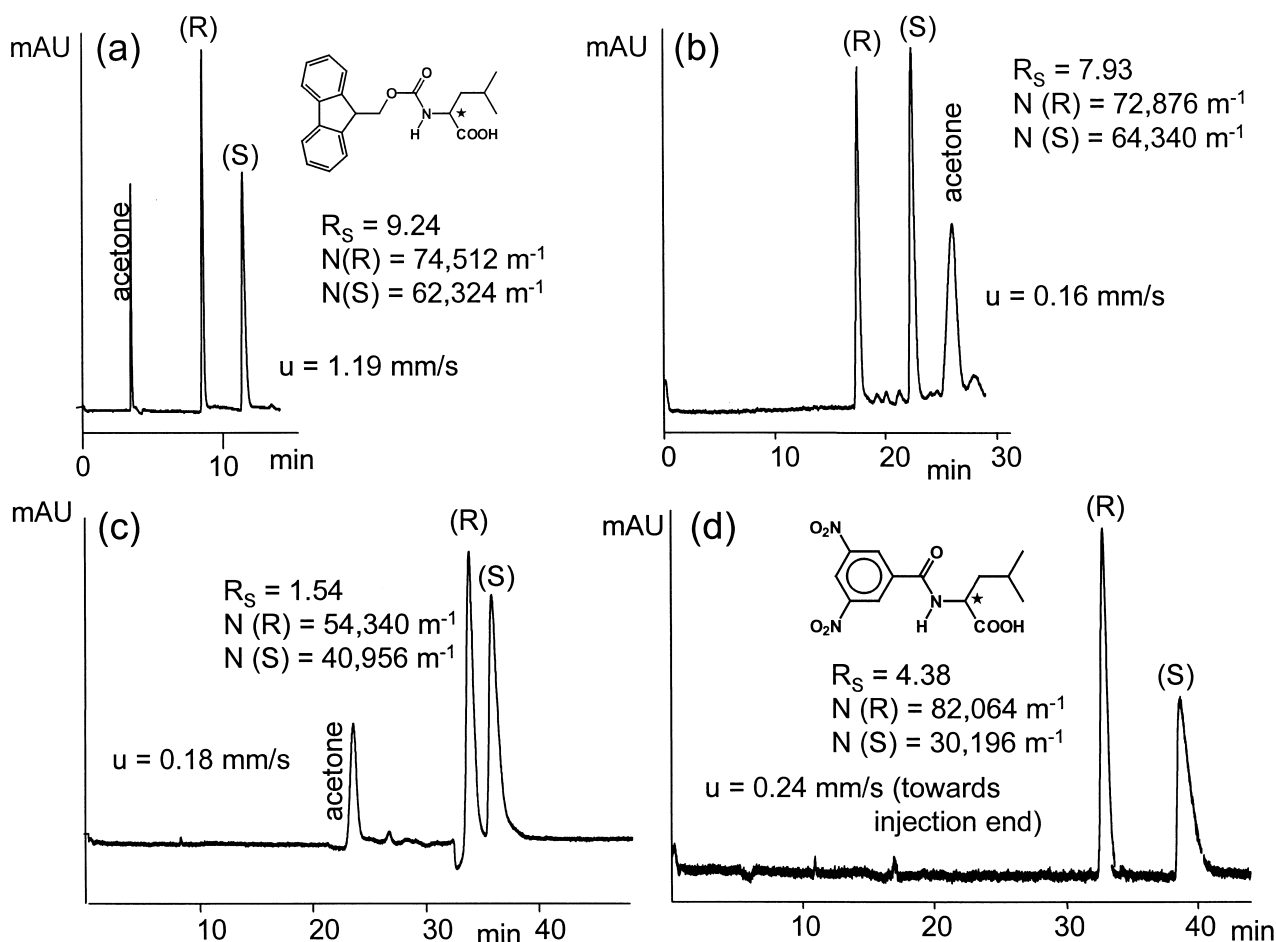 mAU
(a)
(R)
(S)
acetone
O
O
N
H
★
COOH
R_S = 9.24
N(R) = 74,512 m⁻¹
N(S) = 62,324 m⁻¹
u = 1.19 mm/s
0
10
min
mAU
(b)
(R)
(S)
acetone
R_S = 7.93
N (R) = 72,876 m⁻¹
N (S) = 64,340 m⁻¹
u = 0.16 mm/s
0
10
20
30
min
mAU
(c)
(R)
(S)
R_S = 1.54
N (R) = 54,340 m⁻¹
N (S) = 40,956 m⁻¹
acetone
u = 0.18 mm/s
10
20
30
min
40
mAU
(d)
(R)
(S)
O₂N
O₂N
O
N
H
★
COOH
R_S = 4.38
N (R) = 82,064 m⁻¹
N (S) = 30,196 m⁻¹
u = 0.24 mm/s (towards
injection end)
10
20
30
min
40